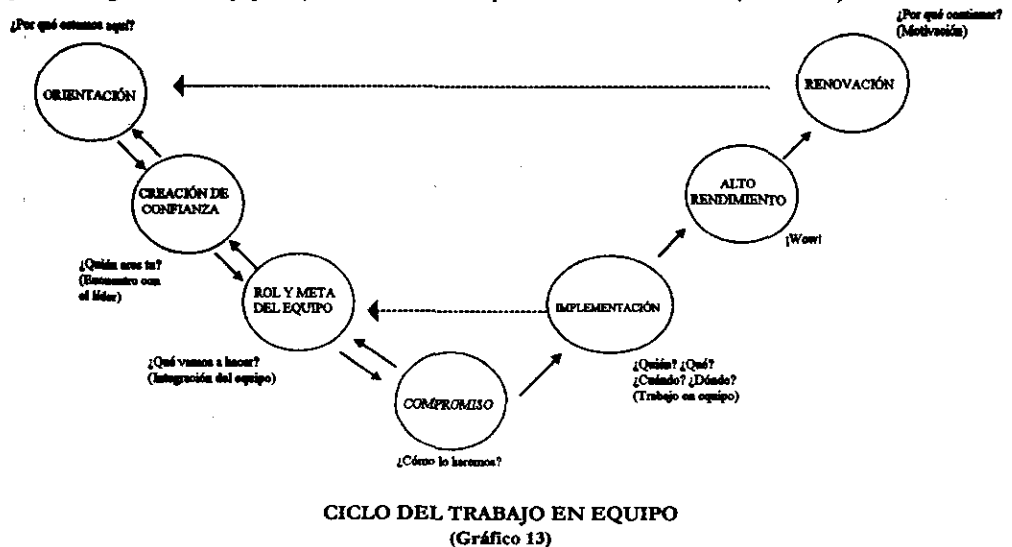 ¿Por qué estamos aquí?
ORIENTACIÓN
CREACIÓN DE
CONFIANZA
¿Quién eres tu?
(Encuentro con
el líder)
ROL Y META
DEL EQUIPO
¿Qué vamos a hacer?
(Integración del equipo)
COMPROMISO
¿Cómo lo haremos?
IMPLEMENTACIÓN
¿Quién? ¿Qué?
¿Cuándo? ¿Dónde?
(Trabajo en equipo)
ALTO
RENDIMIENTO
¡Wow!
RENOVACIÓN
¿Por qué continuar?
(Motivación)
CICLO DEL TRABAJO EN EQUIPO
(Gráfico 13)